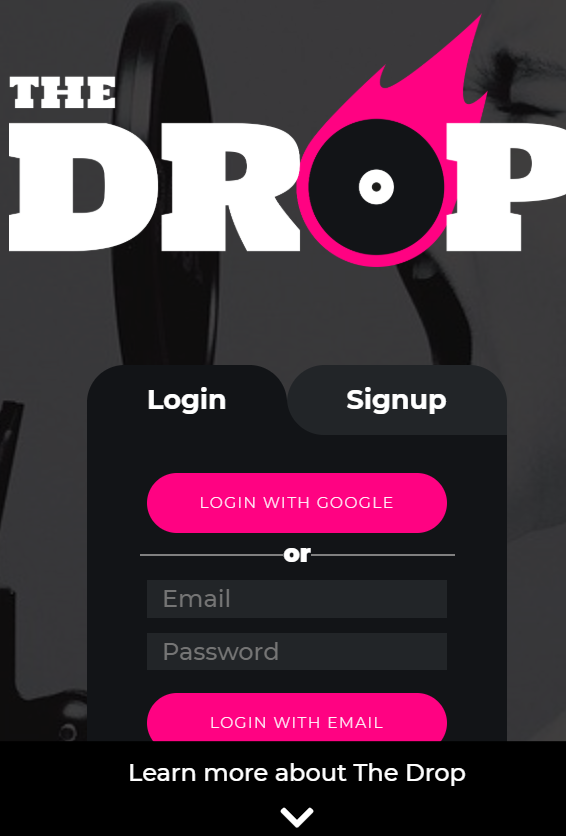 THE
DROP
Login
Signup
LOGIN WITH GOOGLE
or
Email
Password
LOGIN WITH EMAIL
Learn more about The Drop